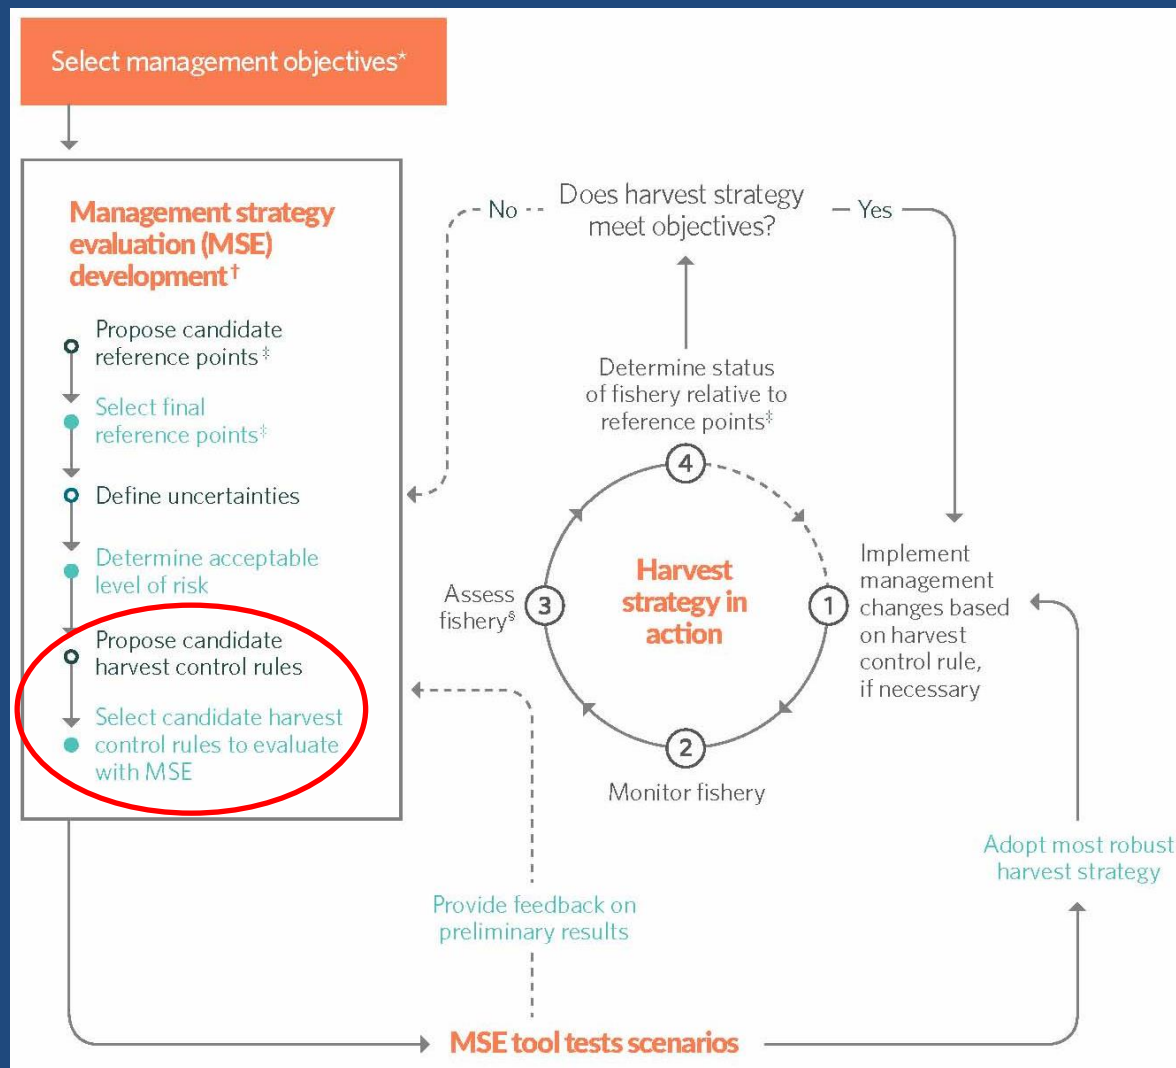 Select management objectives*
Management strategy
evaluation (MSE)
development†
Propose candidate
reference points‡
Select final
reference points‡
Define uncertainties
Determine acceptable
level of risk
Propose candidate
harvest control rules
Select candidate harvest
control rules to evaluate
with MSE
No
Does harvest strategy
meet objectives?
Yes
Determine status
of fishery relative to
reference points‡
4
Assess
fishery§
3
Harvest
strategy in
action
1
Implement
management
changes based
on harvest
control rule,
if necessary
2
Monitor fishery
Provide feedback on
preliminary results
Adopt most robust
harvest strategy
MSE tool tests scenarios